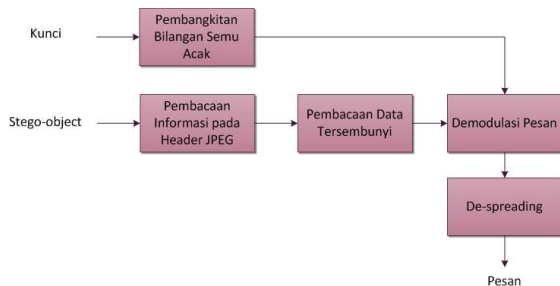 Kunci
Pembangkitan
Bilangan Semu
Acak
Stego-object
Pembacaan
Informasi pada
Header JPEG
Pembacaan Data
Tersembunyi
Demodulasi Pesan
De-spreading
Pesan